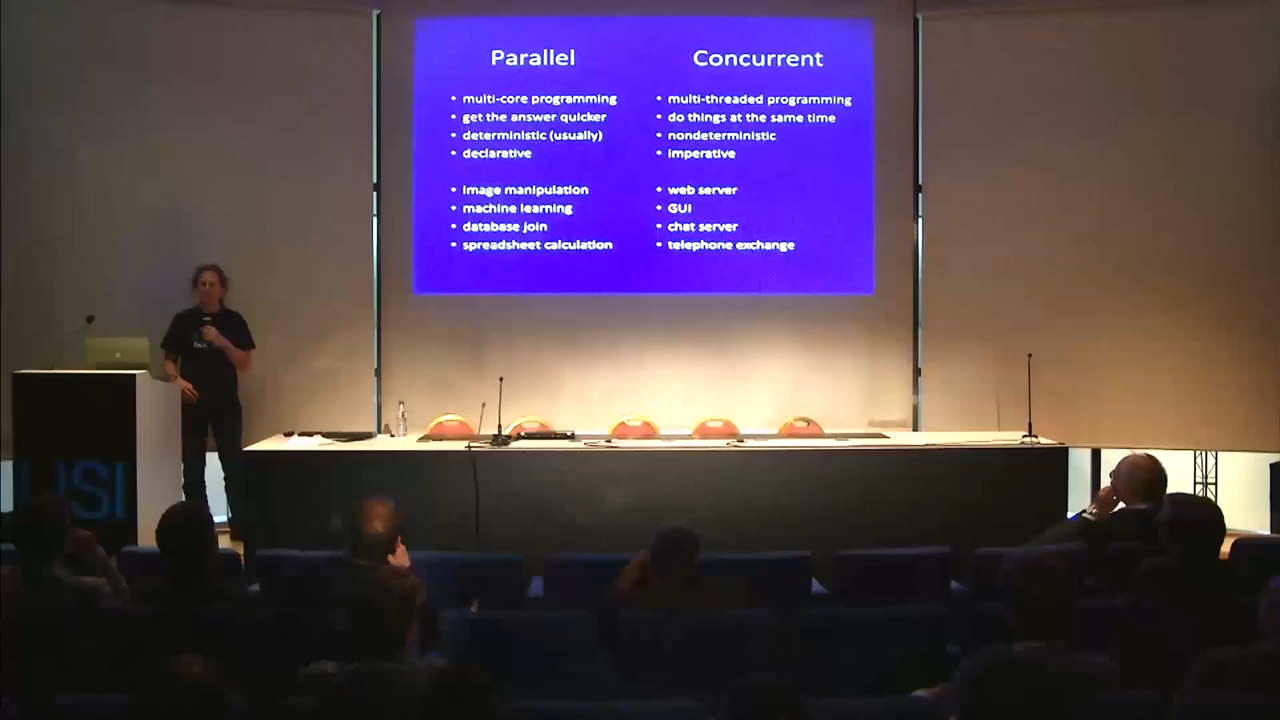 Parallel
• multi-core programming
• get the answer quicker
• deterministic (usually)
• declarative
• image manipulation
• machine learning
• database join
• spreadsheet calculation
Concurrent
• multi-threaded programming
• do things at the same time
• nondeterministic
• imperative
• web server
• GUI
• chat server
• telephone exchange
USI